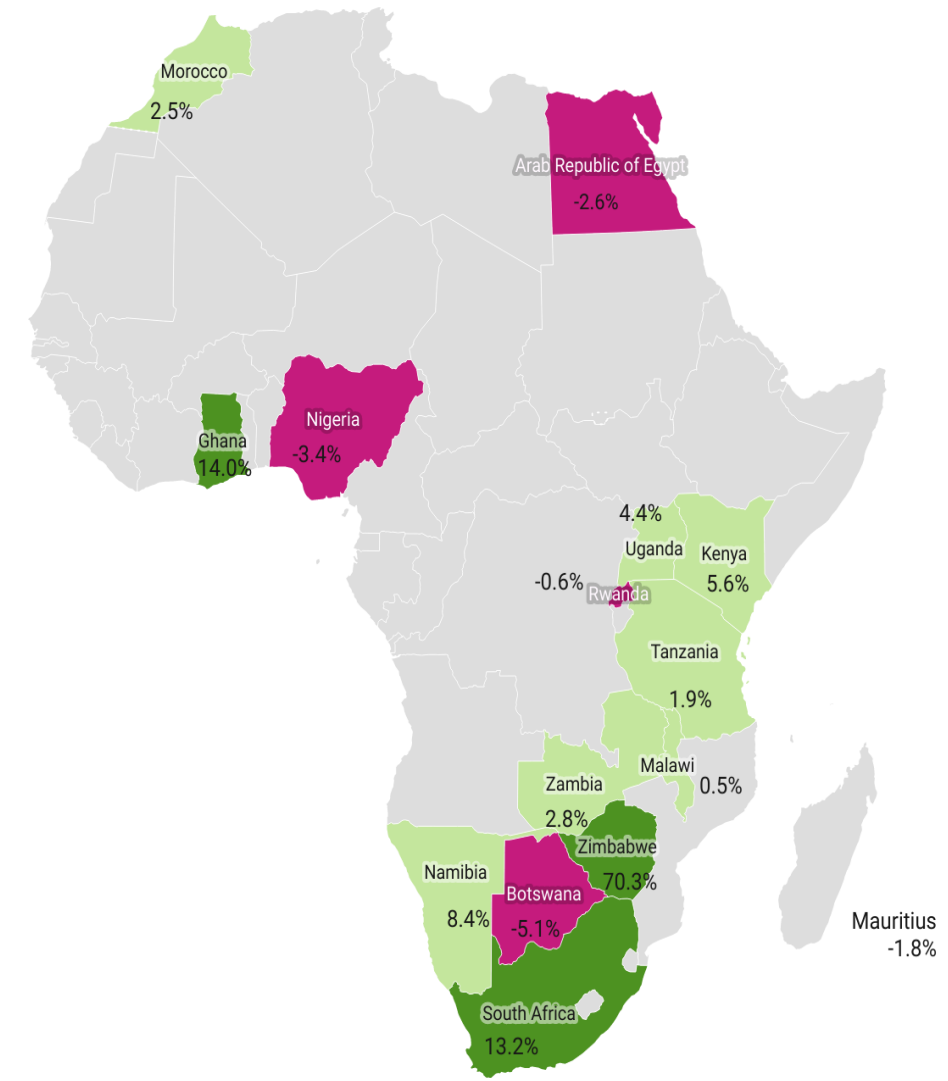 Morocco
2.5%
Arab Republic of Egypt
-2.6%
Nigeria
-3.4%
Ghana
14.0%
4.4%
Uganda
Kenya
5.6%
-0.6%
Rwanda
Tanzania
1.9%
Malawi
0.5%
Zambia
2.8%
Zimbabwe
70.3%
Namibia
8.4%
Botswana
-5.1%
Mauritius
-1.8%
South Africa
13.2%